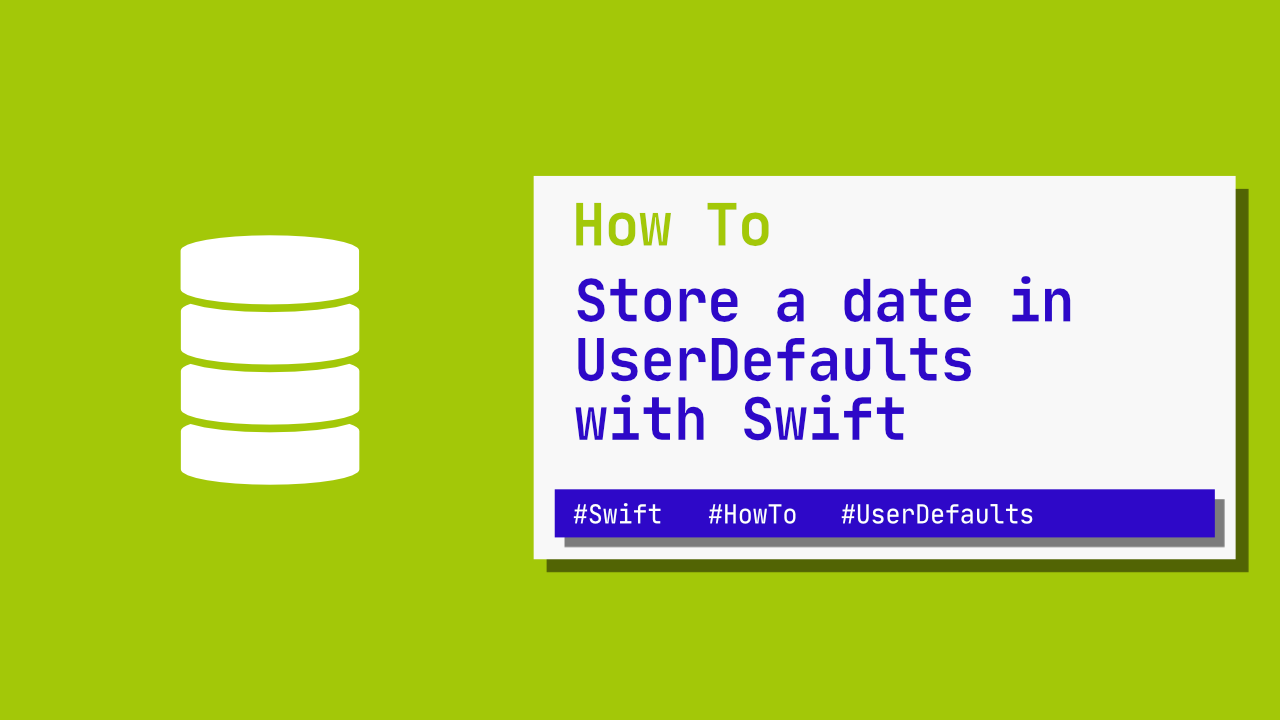 How To
Store a date in
UserDefaults
with Swift
#Swift #HowTo #UserDefaults